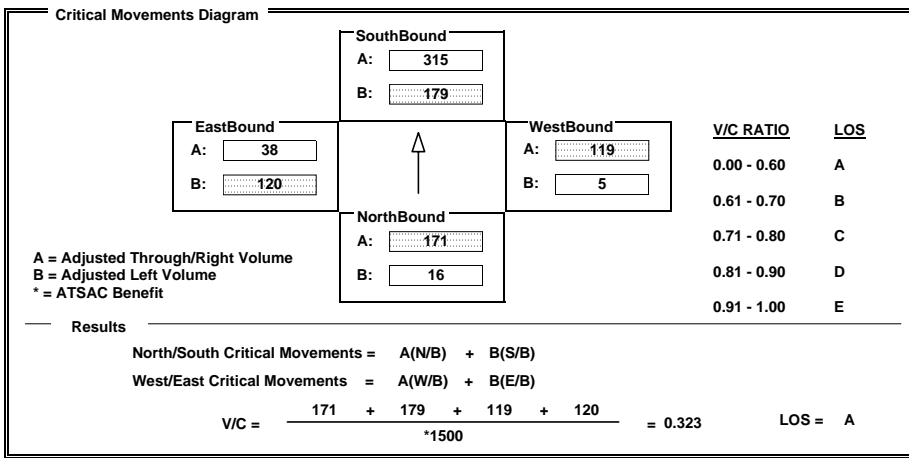 Critical Movements Diagram
SouthBound
A: 315
B: 179
EastBound
A: 38
B: 120
WestBound
A: 119
B: 5
NorthBound
A: 171
B: 16
V/C RATIO LOS
0.00 - 0.60 A
0.61 - 0.70 B
0.71 - 0.80 C
0.81 - 0.90 D
0.91 - 1.00 E
A = Adjusted Through/Right Volume
B = Adjusted Left Volume
* = ATSAC Benefit
Results
North/South Critical Movements = A(N/B) + B(S/B)
West/East Critical Movements = A(W/B) + B(E/B)
V/C = 171 + 179 + 119 + 120 = 0.323 LOS = A
*1500